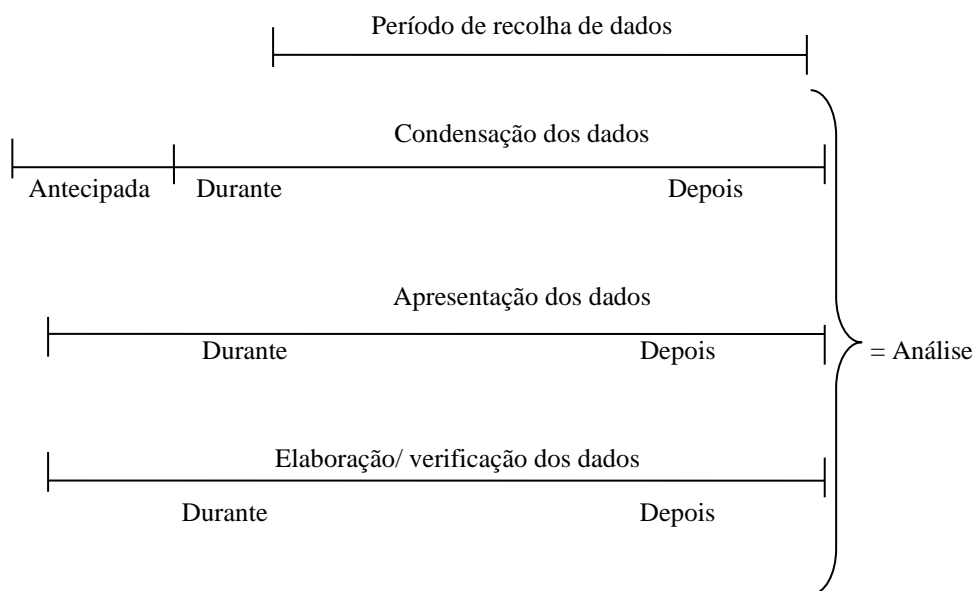 Período de recolha de dados
Condensação dos dados
Antecipada Durante Depois
Apresentação dos dados
Durante Depois
= Análise
Elaboração/ verificação dos dados
Durante Depois